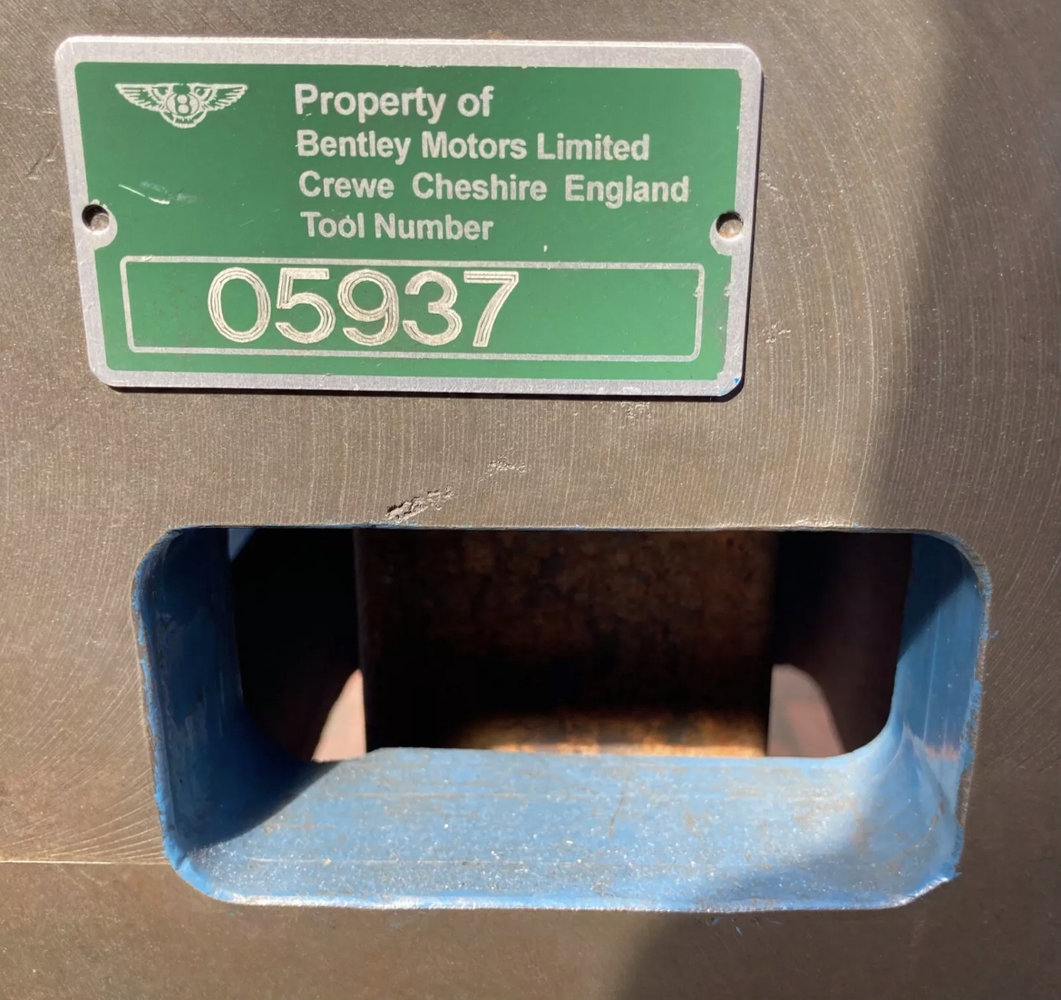 B
Property of
Bentley Motors Limited
Crewe Cheshire England
Tool Number
05937